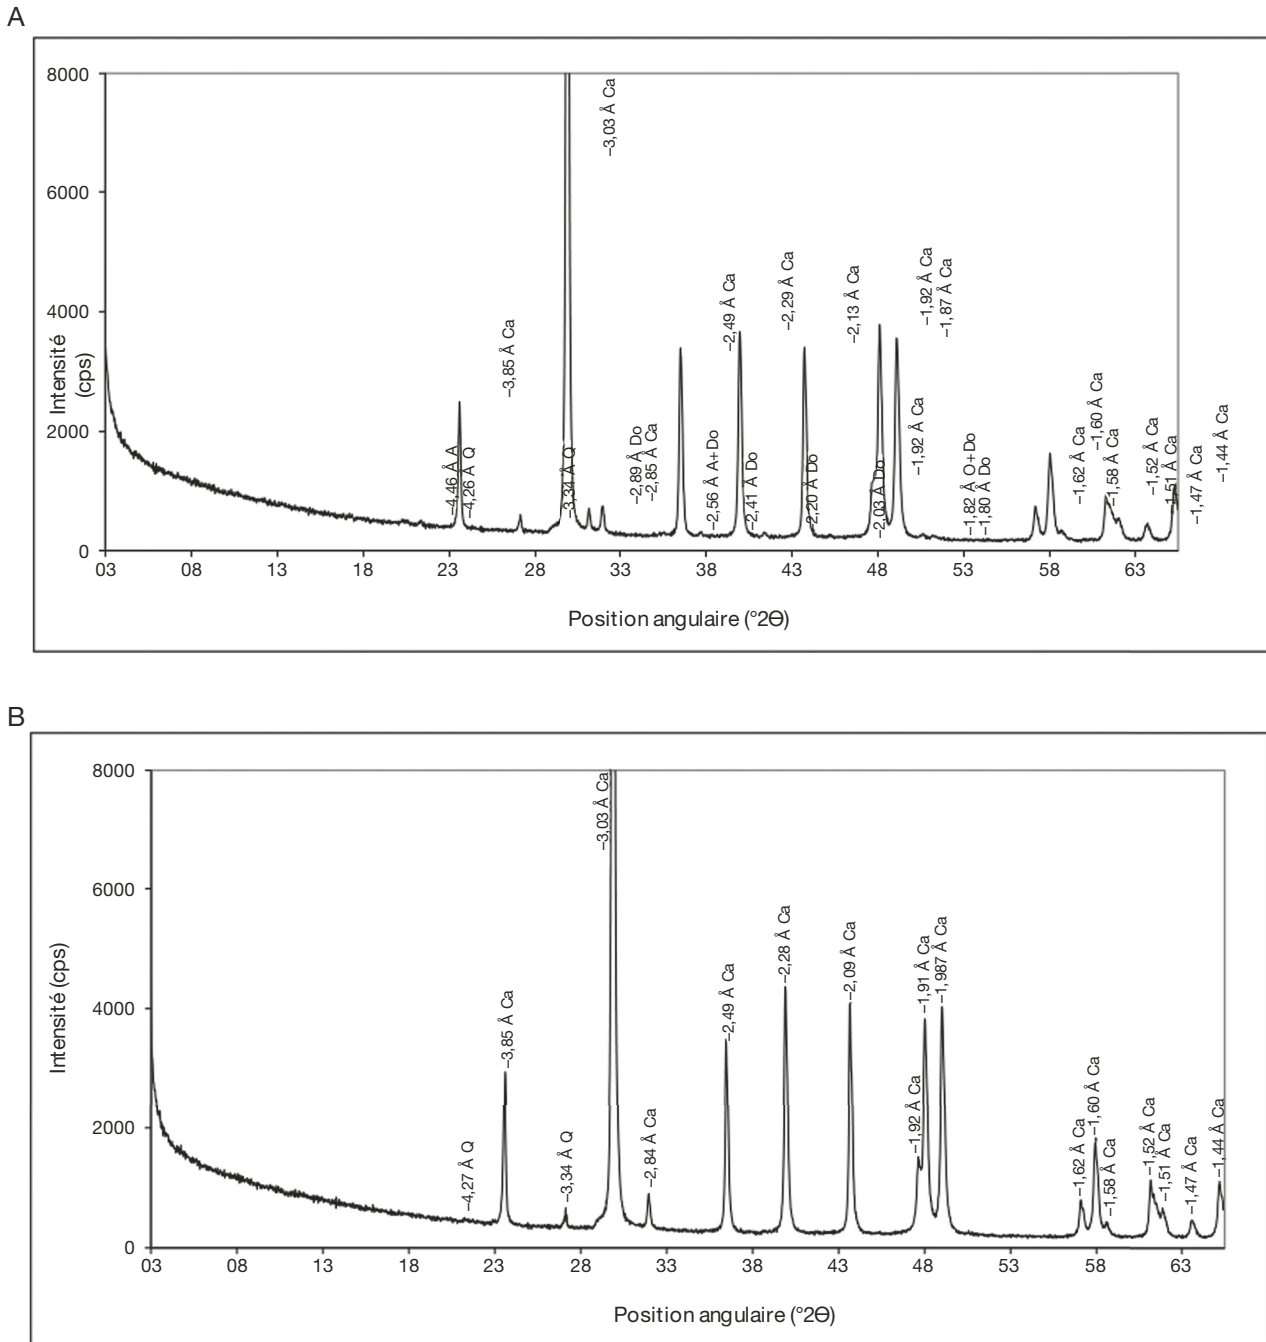 A
8000
6000
4000
2000
0
Intensité
(cps)
–4,46 Å A
–4,26 Å Q
–3,85 Å Ca
–3,34 Å Q
–3,03 Å Ca
–2,89 Å Do
–2,85 Å Ca
–2,56 Å A+Do
–2,49 Å Ca
–2,41 Å Do
–2,29 Å Ca
–2,20 Å Do
–2,13 Å Ca
–2,03 Å Do
–1,92 Å Ca
–1,92 Å Ca
–1,87 Å Ca
–1,82 Å O+Do
–1,80 Å Do
–1,62 Å Ca
–1,60 Å Ca
–1,58 Å Ca
–1,52 Å Ca
1,51 Å Ca
–1,47 Å Ca
–1,44 Å Ca
03 08 13 18 23 28 33 38 43 48 53 58 63
Position angulaire (°2Ө)
B
8000
6000
4000
2000
0
Intensité (cps)
–4,27 Å Q
–3,85 Å Ca
–3,34 Å Q
–3,03 Å Ca
–2,84 Å Ca
–2,49 Å Ca
–2,28 Å Ca
–2,09 Å Ca
–1,92 Å Ca
–1,91 Å Ca
–1,987 Å Ca
–1,62 Å Ca
–1,60 Å Ca
–1,58 Å Ca
–1,52 Å Ca
–1,51 Å Ca
–1,47 Å Ca
–1,44 Å Ca
03 08 13 18 23 28 33 38 43 48 53 58 63
Position angulaire (°2Ө)